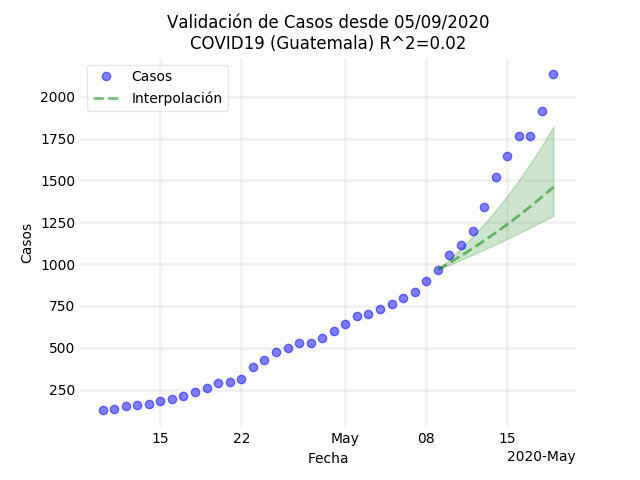 Validación de Casos desde 05/09/2020
COVID19 (Guatemala) R^2=0.02
Casos
Interpolación
2000
1750
1500
1250
1000
750
500
250
Casos
15
22
May
08
15
Fecha
2020-May